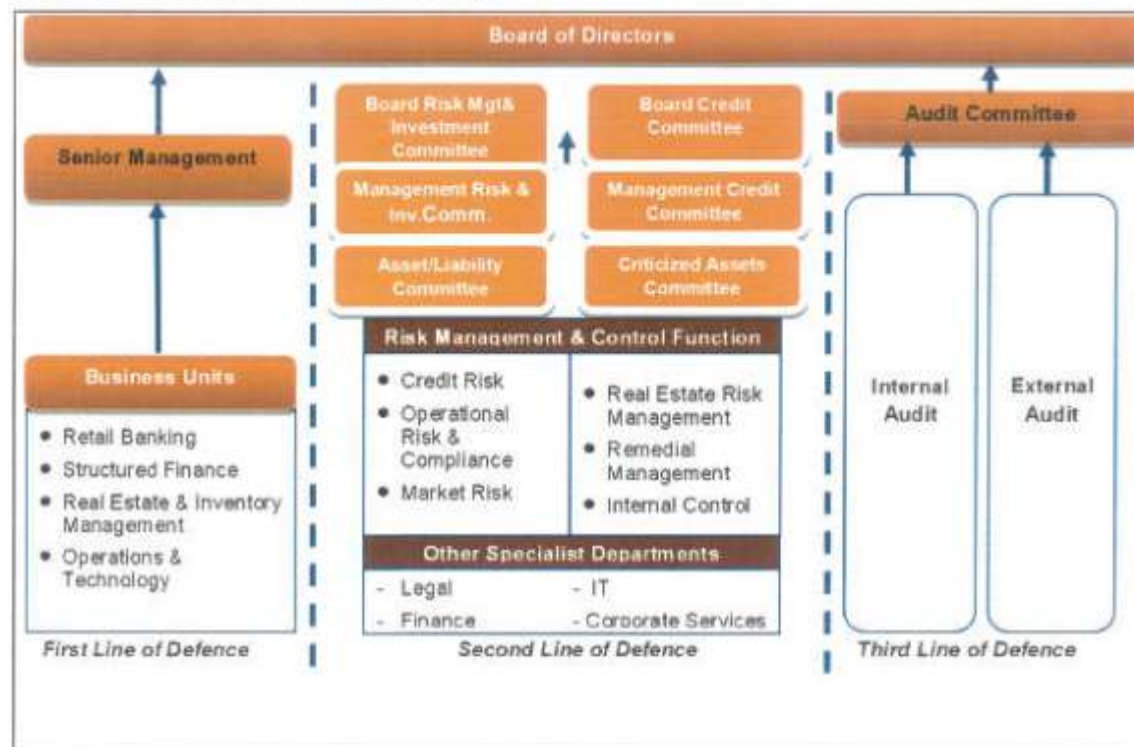 Board of Directors
Senior Management
Business Units
● Retail Banking
● Structured Finance
● Real Estate & Inventory
Management
● Operations &
Technology
First Line of Defence
Board Risk Mgt&
Investment
Committee
Board Credit
Committee
Management Risk &
Inv.Comm.
Management Credit
Committee
Asset/Liability
Committee
Criticized Assets
Committee
Risk Management & Control Function
● Credit Risk
● Operational
Risk &
Compliance
● Market Risk
● Real Estate Risk
Management
● Remedial
Management
● Internal Control
Other Specialist Departments
- Legal
- IT
- Finance
- Corporate Services
Second Line of Defence
Audit Committee
Internal
Audit
External
Audit
Third Line of Defence